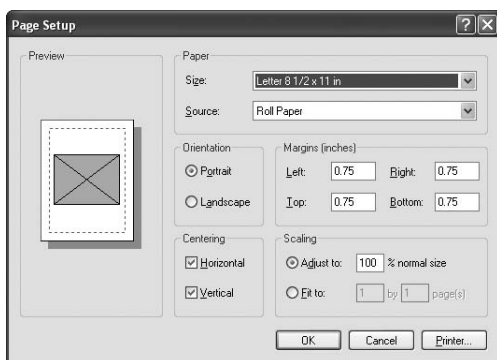 Page Setup
Preview
Paper
Size: Letter 8 1/2 x 11 in
Source: Roll Paper
Orientation
Portrait
Landscape
Margins (inches)
Left: 0.75 Right: 0.75
Top: 0.75 Bottom: 0.75
Centering
Horizontal
Vertical
Scaling
Adjust to: 100 % normal size
Fit to: 1 by 1 page(s)
OK Cancel Printer...